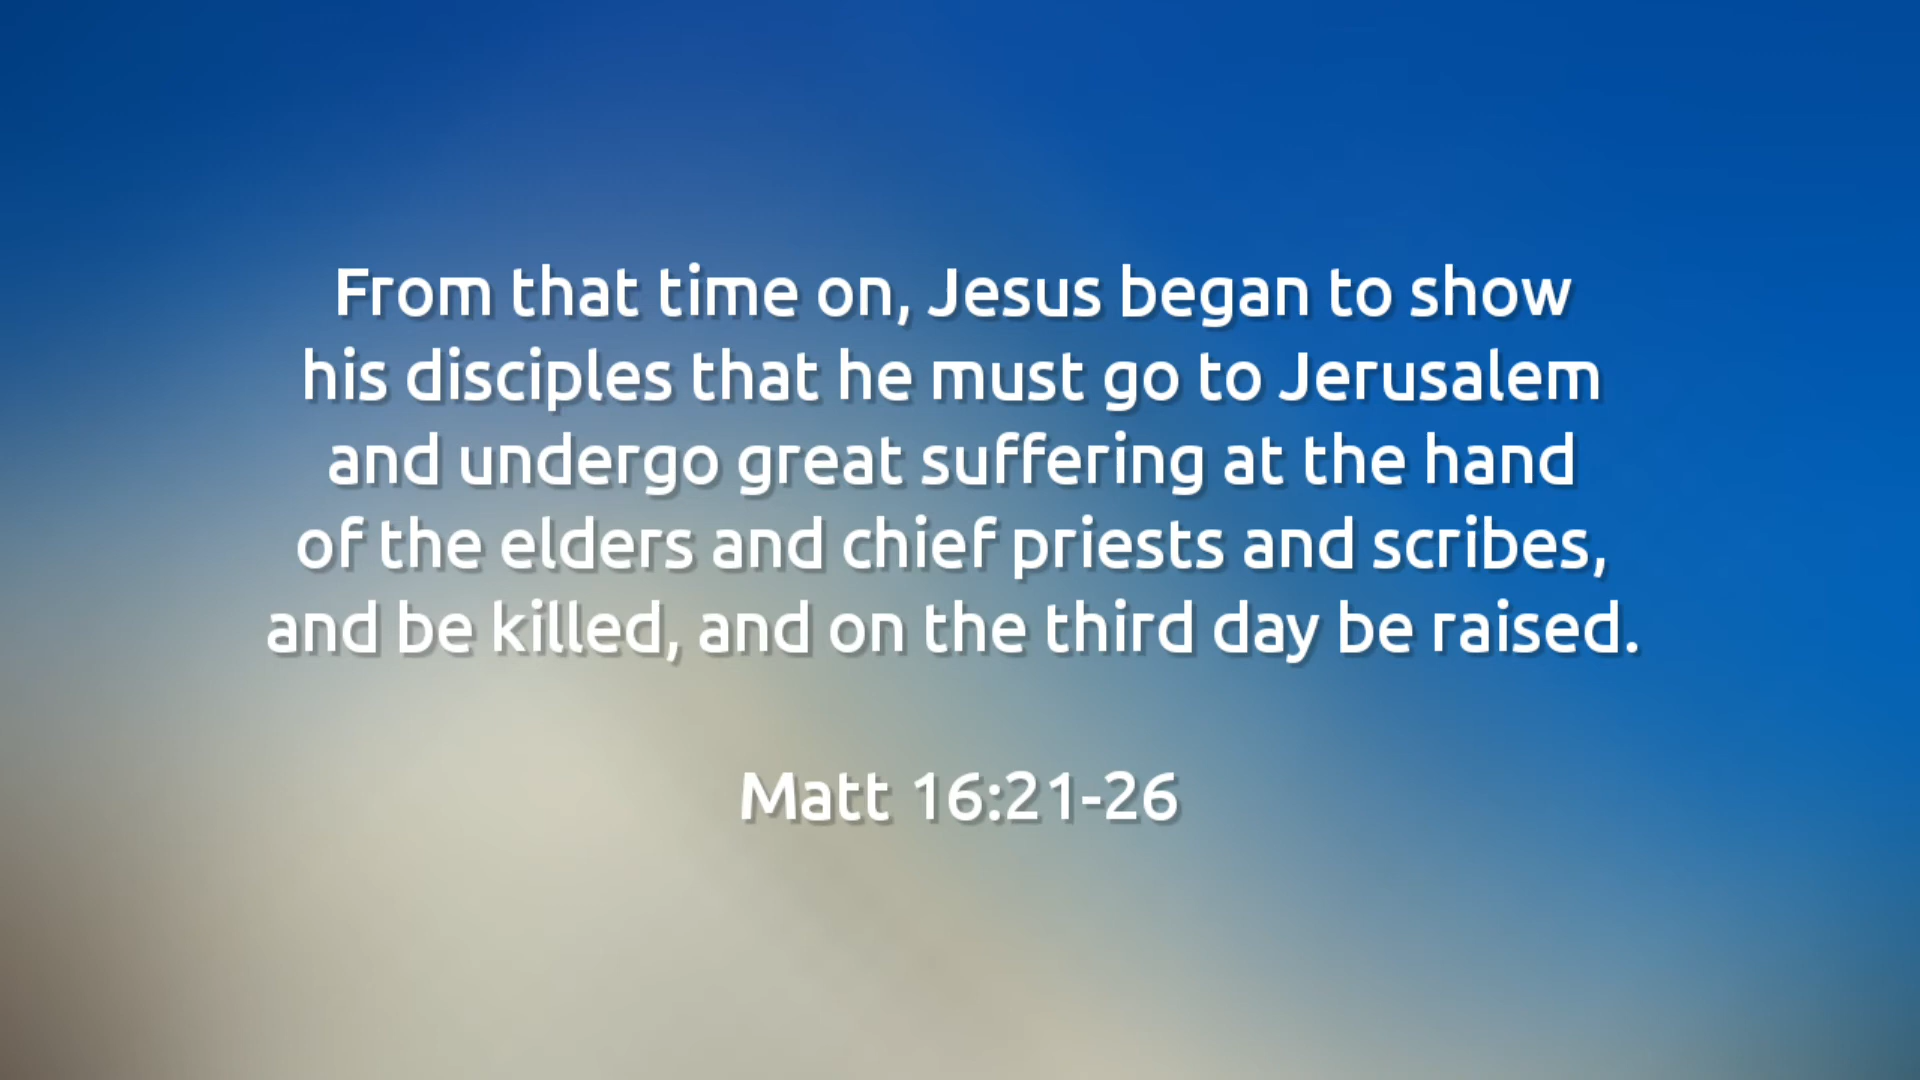 From that time on, Jesus began to show
his disciples that he must go to Jerusalem
and undergo great suffering at the hand
of the elders and chief priests and scribes,
and be killed, and on the third day be raised.
Matt 16:21-26